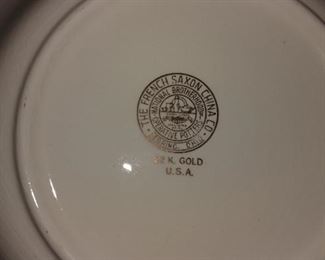 THE FRENCH SAXON CHINA CO.
SEBRING, OHIO
NATIONAL BROTHERHOOD
OPERATIVE POTTERS
22 K. GOLD
U.S.A.